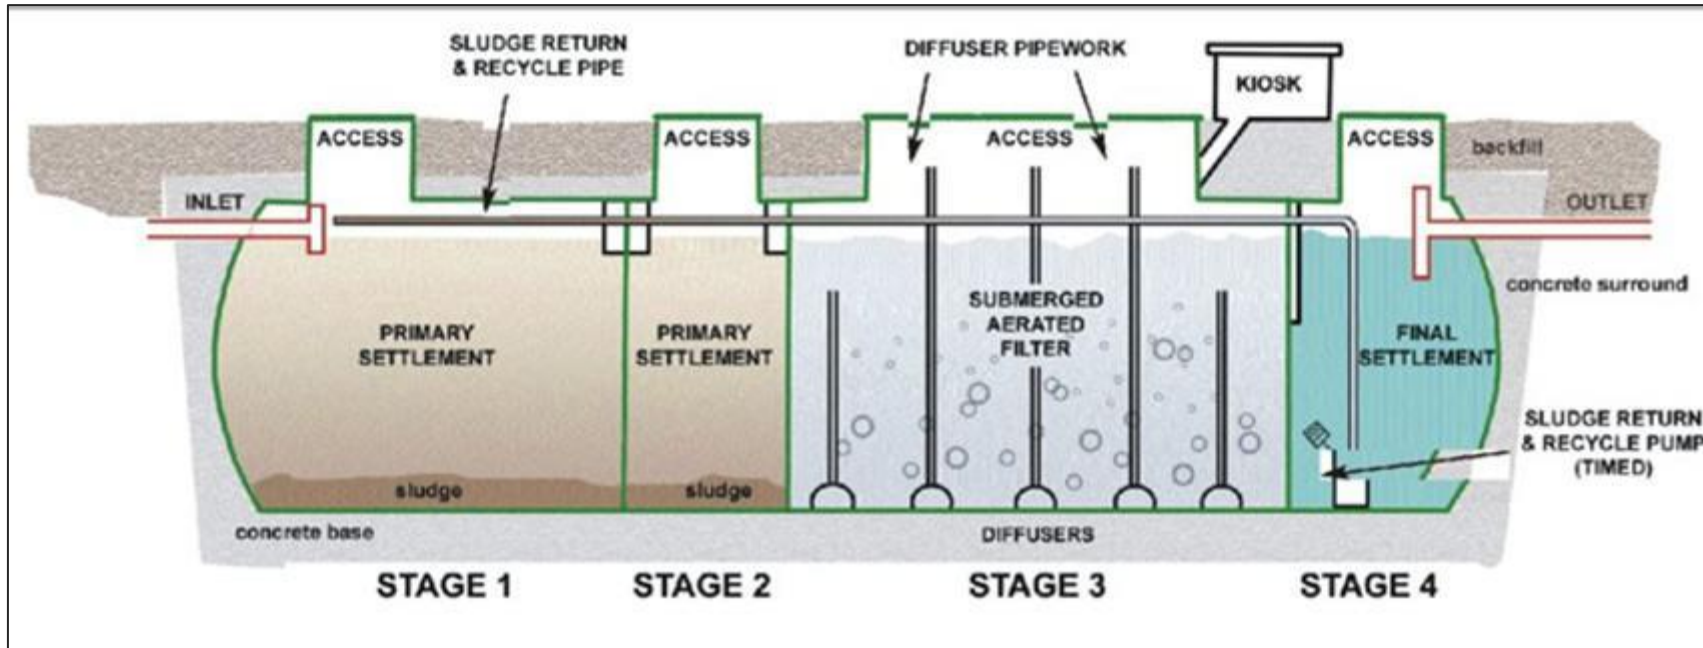 SLUDGE RETURN
& RECYCLE PIPE
DIFFUSER PIPEWORK
KIOSK
ACCESS
ACCESS
ACCESS
ACCESS
backfill
INLET
OUTLET
concrete surround
PRIMARY
SETTLEMENT
PRIMARY
SETTLEMENT
SUBMERGED
AERATED
FILTER
FINAL
SETTLEMENT
SLUDGE RETURN
& RECYCLE PUMP
(TIMED)
sludge
sludge
concrete base
DIFFUSERS
STAGE 1
STAGE 2
STAGE 3
STAGE 4